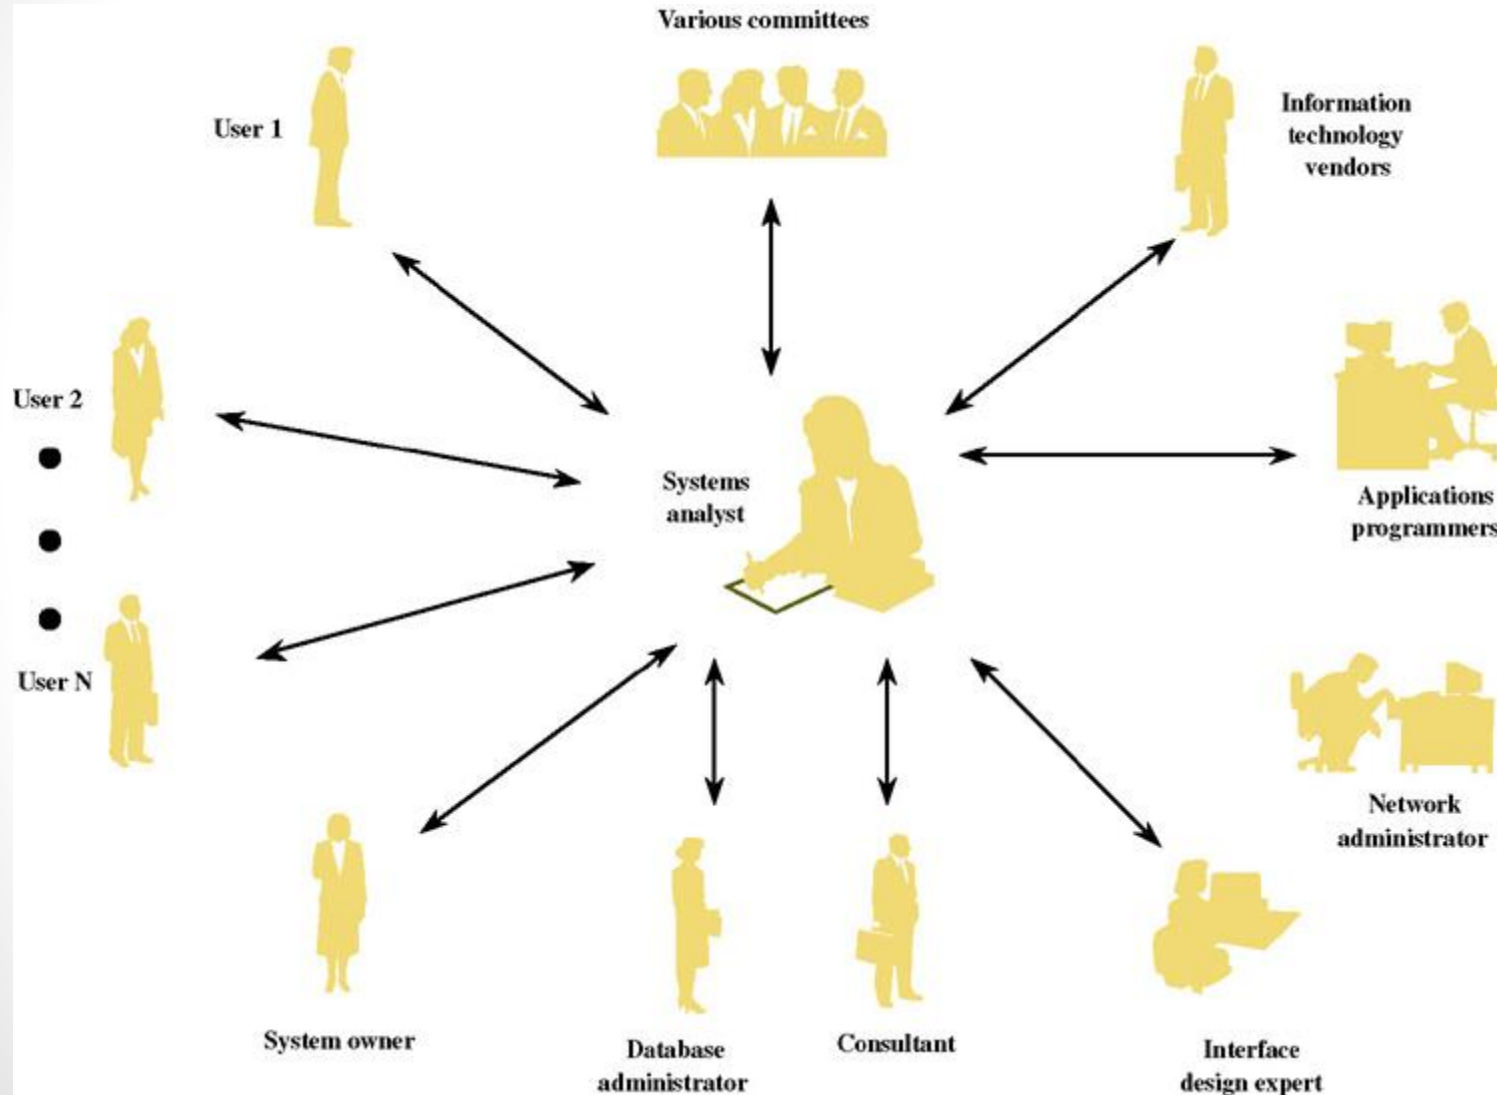 Various committees
User 1
Information
technology
vendors
User 2
Systems
analyst
Applications
programmers
User N
Network
administrator
System owner
Database
administrator
Consultant
Interface
design expert